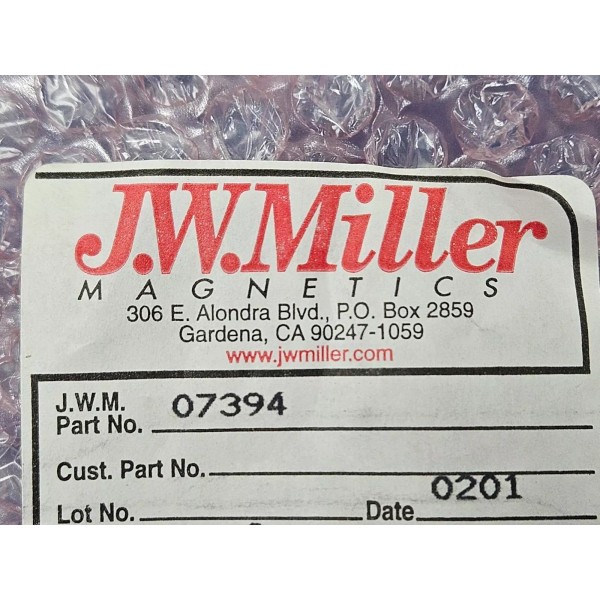 J.W.Miller
MAGNETICS
306 E. Alondra Blvd., P.O. Box 2859
Gardena, CA 90247-1059
www.jwmiller.com
J.W.M.
Part No. 07394
Cust. Part No.
Lot No. Date 0201